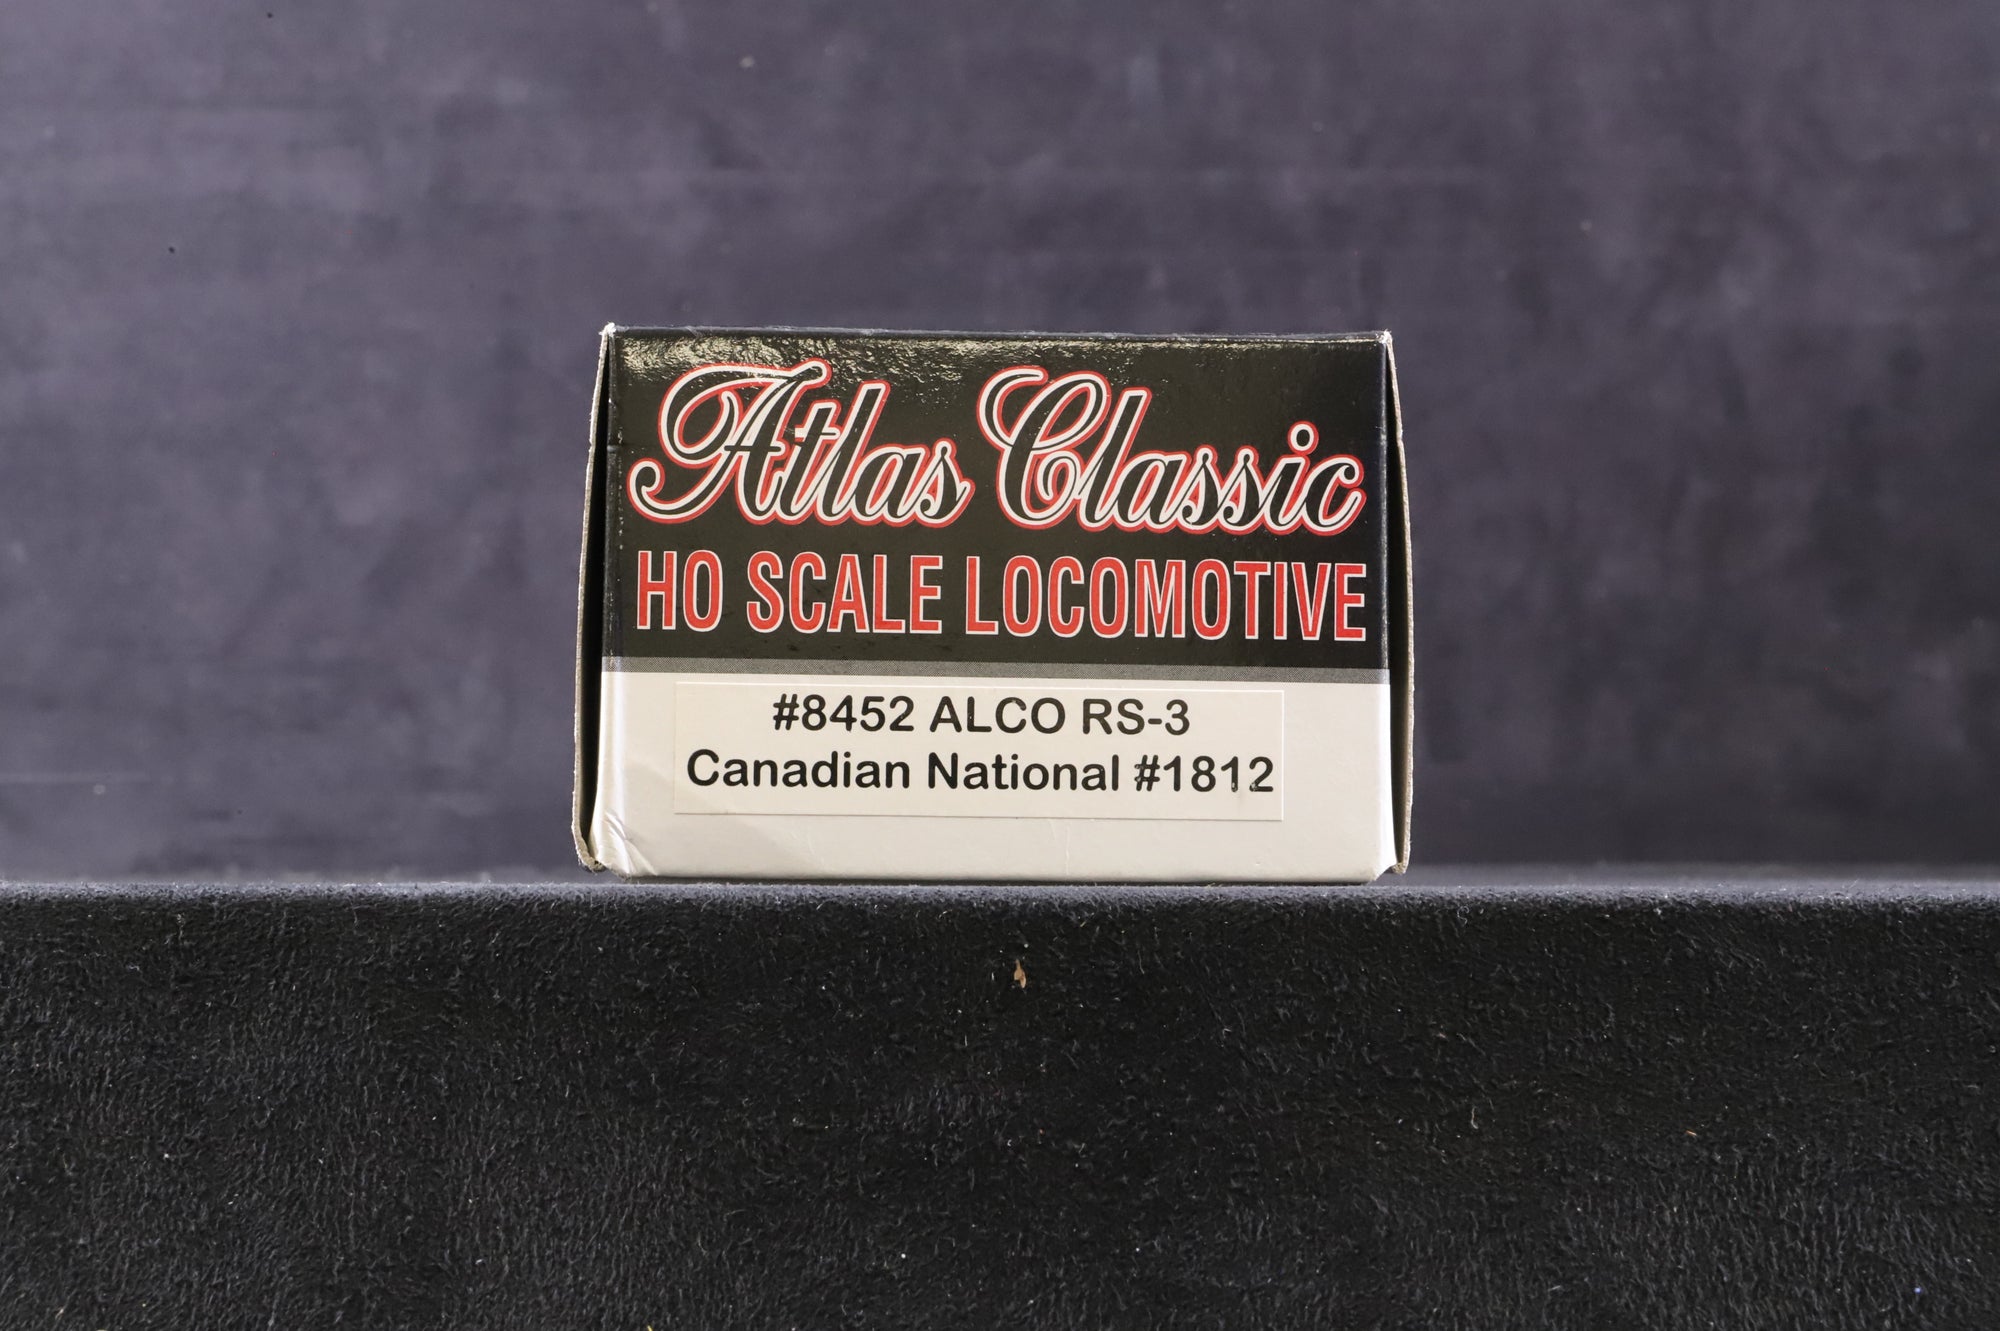 Atlas Classic
HO SCALE LOCOMOTIVE
#8452 ALCO RS-3
Canadian National #1812